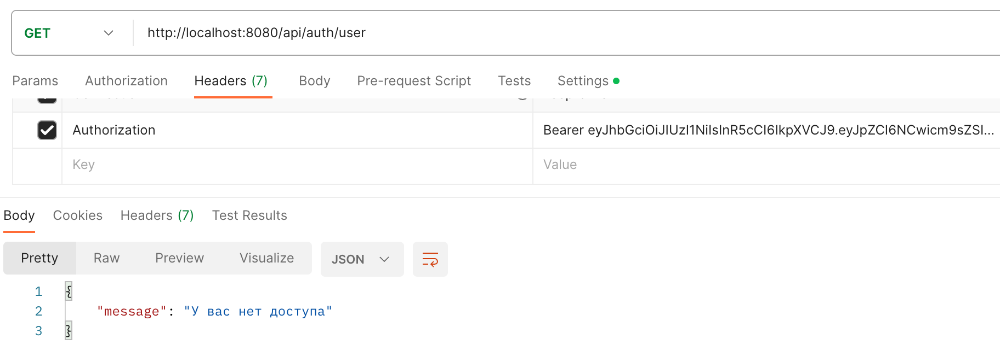 GET http://localhost:8080/api/auth/user
Params Authorization Headers (7) Body Pre-request Script Tests Settings
Authorization Bearer eyJhbGciOiJIUzI1NiIsInR5cCI6IkpXVCJ9.eyJpZCI6NCwicm9sZSI...
Key Value
Body Cookies Headers (7) Test Results
Pretty Raw Preview Visualize JSON
1 {
2 "message": "У вас нет доступа"
3 }